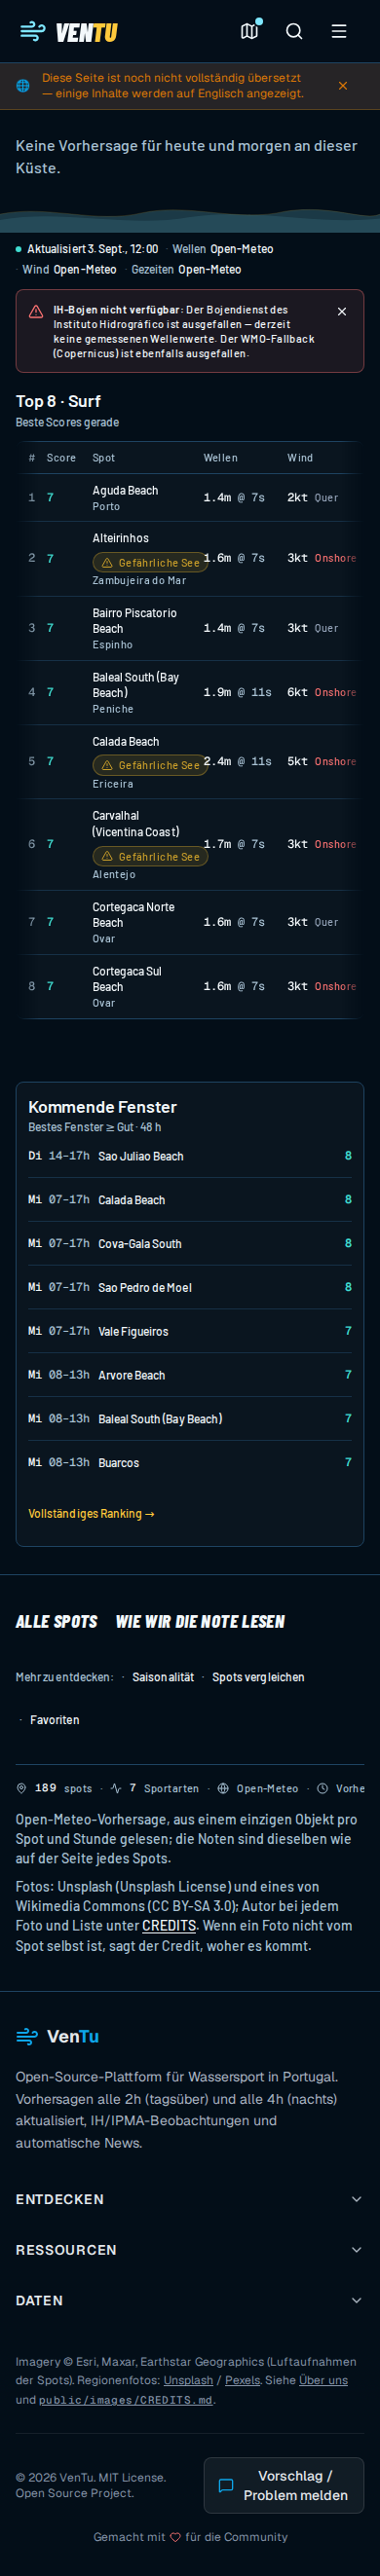 VENTU
Diese Seite ist noch nicht vollständig übersetzt
— einige Inhalte werden auf Englisch angezeigt.
Keine Vorhersage für heute und morgen an dieser
Küste.
Aktualisiert 3. Sept., 12:00 · Wellen Open-Meteo
· Wind Open-Meteo · Gezeiten Open-Meteo
IH-Bojen nicht verfügbar: Der Bojendienst des
Instituto Hidrográfico ist ausgefallen — derzeit
keine gemessenen Wellenwerte. Der WMO-Fallback
(Copernicus) ist ebenfalls ausgefallen.
Top 8 · Surf
Beste Scores gerade
# Score Spot Wellen Wind
1 7 Aguda Beach 1.4m @ 7s 2kt Quer
Porto
Alteirinhos
2 7 Gefährliche See 1.6m @ 7s 3kt Onshore
Zambujeira do Mar
Bairro Piscatorio
3 7 Beach 1.4m @ 7s 3kt Quer
Espinho
Baleal South (Bay
4 7 Beach) 1.9m @ 11s 6kt Onshore
Peniche
Calada Beach
5 7 Gefährliche See 2.4m @ 11s 5kt Onshore
Ericeira
Carvalhal
(Vicentina Coast)
6 7 Gefährliche See 1.7m @ 7s 3kt Onshore
Alentejo
Cortegaca Norte
7 7 Beach 1.6m @ 7s 3kt Quer
Ovar
Cortegaca Sul
8 7 Beach 1.6m @ 7s 3kt Onshore
Ovar
Kommende Fenster
Bestes Fenster ≥ Gut · 48 h
Di 14–17h Sao Juliao Beach 8
Mi 07–17h Calada Beach 8
Mi 07–17h Cova-Gala South 8
Mi 07–17h Sao Pedro de Moel 8
Mi 07–17h Vale Figueiros 7
Mi 08–13h Arvore Beach 7
Mi 08–13h Baleal South (Bay Beach) 7
Mi 08–13h Buarcos 7
Vollständiges Ranking →
ALLE SPOTS WIE WIR DIE NOTE LESEN
Mehr zu entdecken: · Saisonalität · Spots vergleichen
· Favoriten
189 spots · 7 Sportarten · Open-Meteo · Vorhe
Open-Meteo-Vorhersage, aus einem einzigen Objekt pro
Spot und Stunde gelesen; die Noten sind dieselben wie
auf der Seite jedes Spots.
Fotos: Unsplash (Unsplash License) und eines von
Wikimedia Commons (CC BY-SA 3.0); Autor bei jedem
Foto und Liste unter CREDITS. Wenn ein Foto nicht vom
Spot selbst ist, sagt der Credit, woher es kommt.
VenTu
Open-Source-Plattform für Wassersport in Portugal.
Vorhersagen alle 2h (tagsüber) und alle 4h (nachts)
aktualisiert, IH/IPMA-Beobachtungen und
automatische News.
ENTDECKEN
RESSOURCEN
DATEN
Imagery © Esri, Maxar, Earthstar Geographics (Luftaufnahmen
der Spots). Regionenfotos: Unsplash / Pexels. Siehe Über uns
und public/images/CREDITS.md.
© 2026 VenTu. MIT License.
Open Source Project.
Vorschlag /
Problem melden
Gemacht mit ♡ für die Community